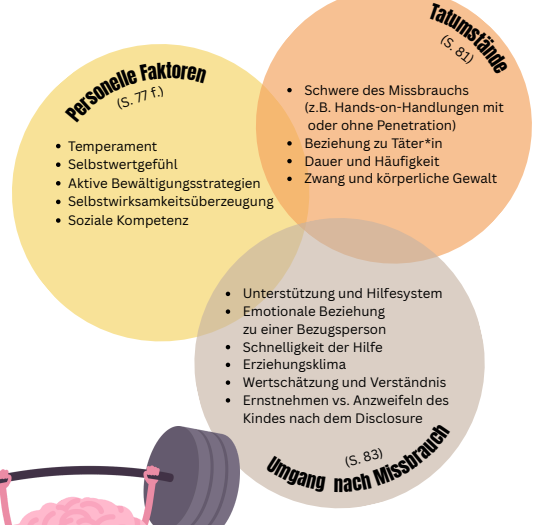 Personelle Faktoren
(S. 77 f.)
• Temperament
• Selbstwertgefühl
• Aktive Bewältigungsstrategien
• Selbstwirksamkeitsüberzeugung
• Soziale Kompetenz
Tatumstände
(S. 81)
• Schwere des Missbrauchs
(z.B. Hands-on-Handlungen mit
oder ohne Penetration)
• Beziehung zu Täter*in
• Dauer und Häufigkeit
• Zwang und körperliche Gewalt
• Unterstützung und Hilfesystem
• Emotionale Beziehung
zu einer Bezugsperson
• Schnelligkeit der Hilfe
• Erziehungsklima
• Wertschätzung und Verständnis
• Ernstnehmen vs. Anzweifeln des
Kindes nach dem Disclosure
(S. 83)
Umgang nach Missbrauch